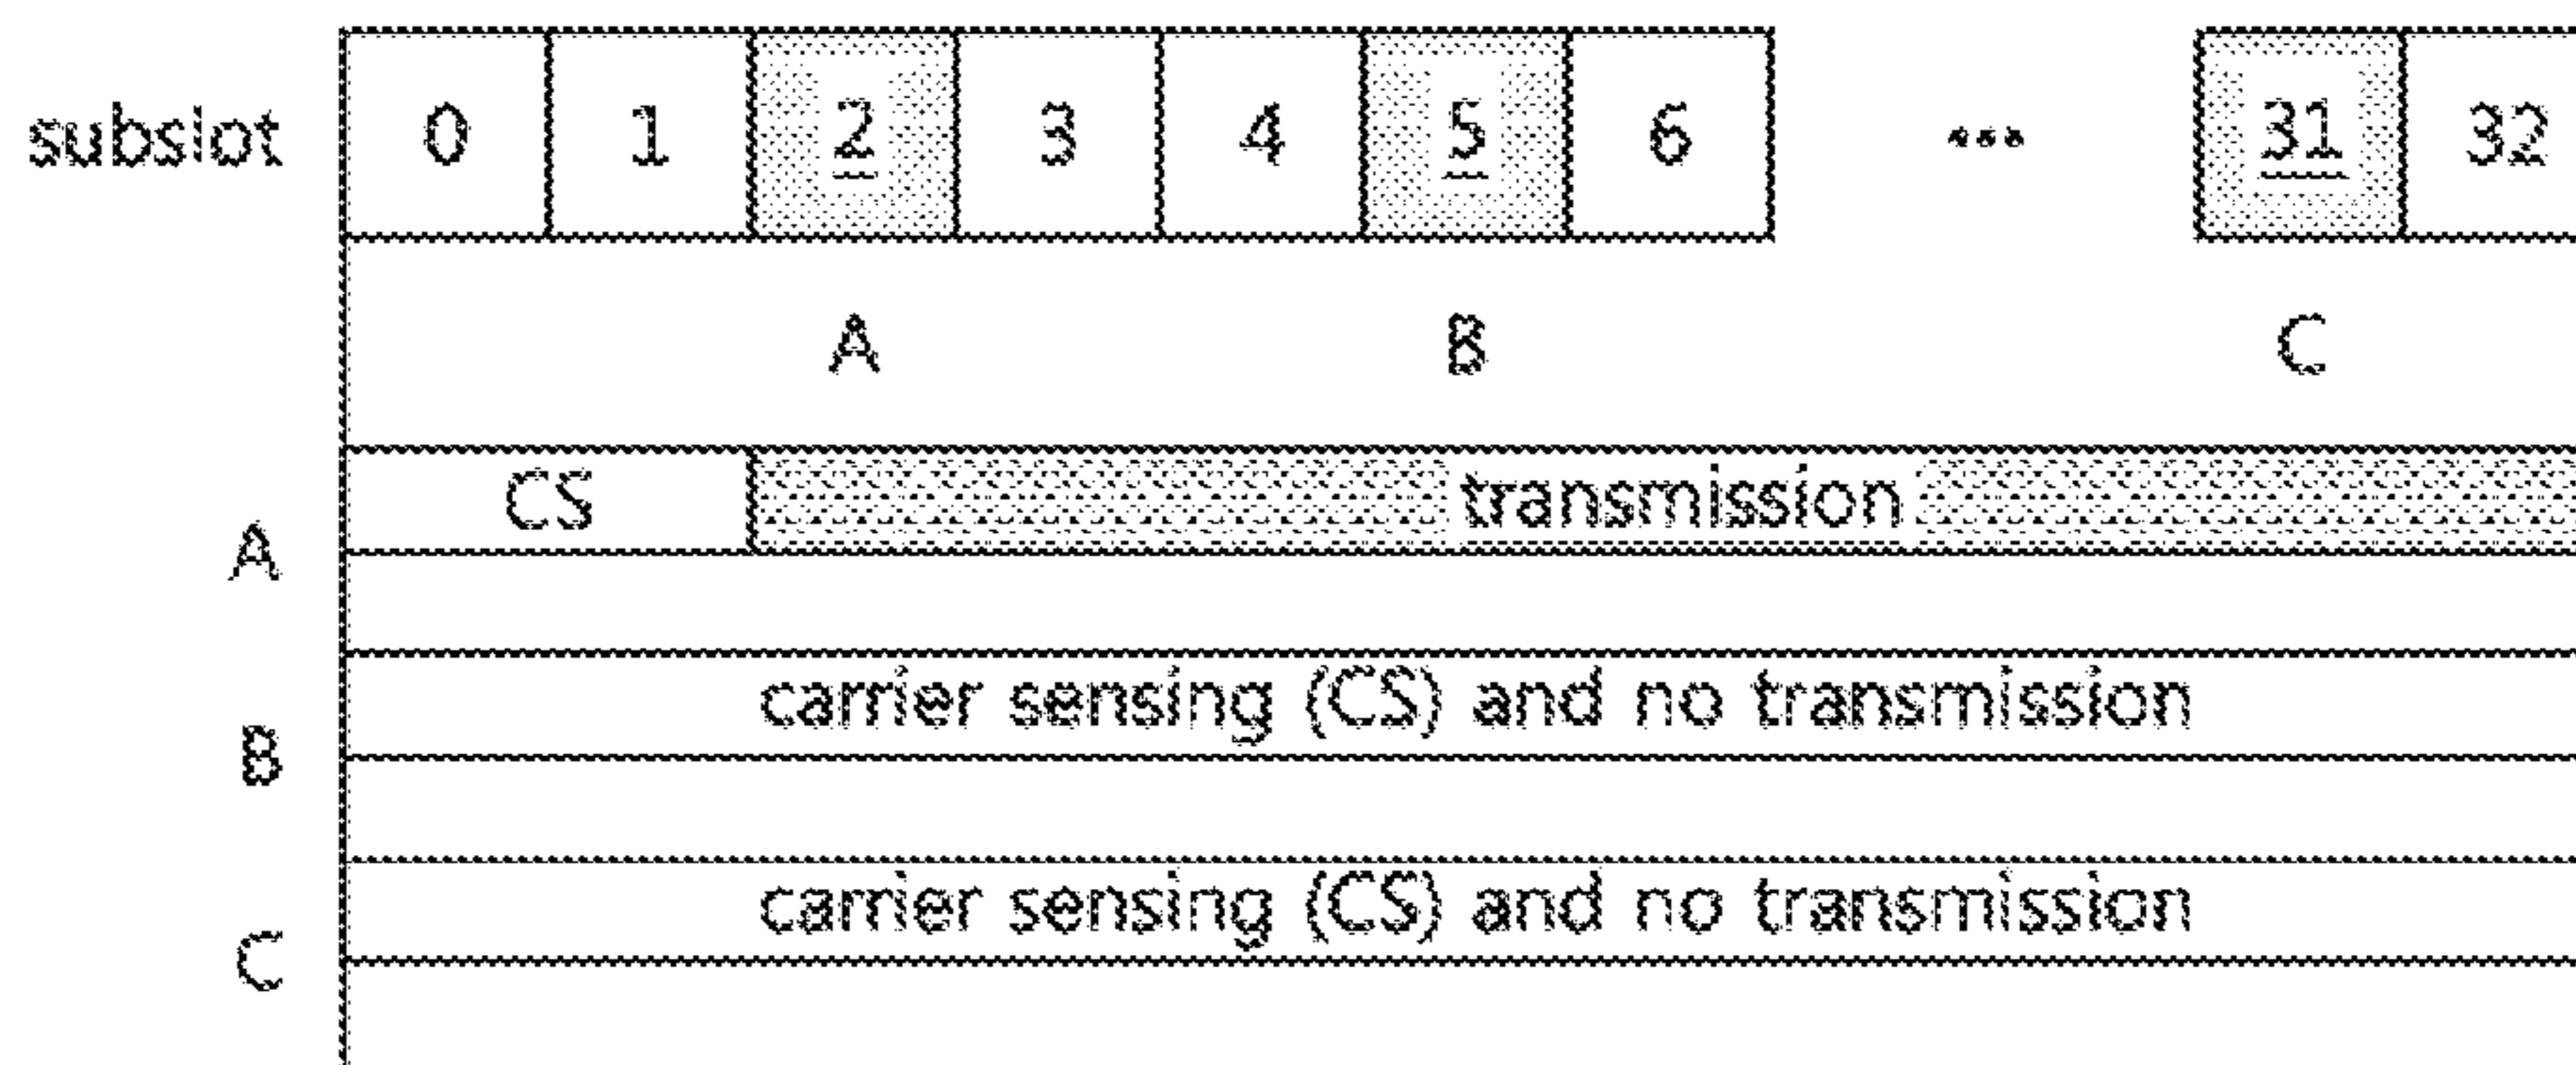 subslot 0 1 2 3 4 5 6 ... 31 32
A B C
CS transmission
A
carrier sensing (CS) and no transmission
B
carrier sensing (CS) and no transmission
C